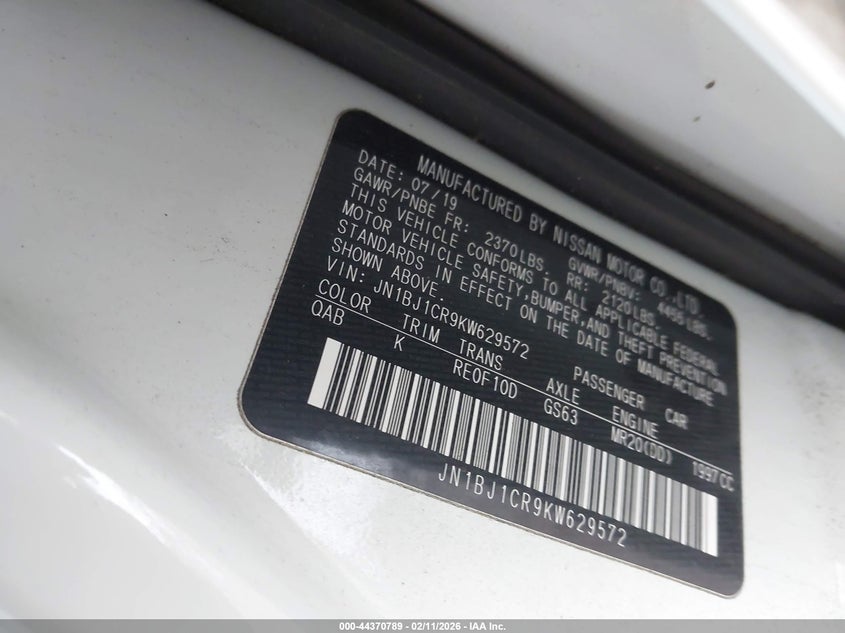 MANUFACTURED BY NISSAN MOTOR CO.,LTD.
DATE: 07/19 GVWR/PNBV: 4456LBS.
GAWR/PNBE FR: 2370LBS. RR: 2120LBS.
THIS VEHICLE CONFORMS TO ALL APPLICABLE FEDERAL
MOTOR VEHICLE SAFETY,BUMPER,AND THEFT PREVENTION
STANDARDS IN EFFECT ON THE DATE OF MANUFACTURE
SHOWN ABOVE.
VIN: JN1BJ1CR9KW629572 PASSENGER CAR
COLOR TRIM TRANS AXLE ENGINE
QAB K RE0F10D GS63 MR20(DD) 1997CC
JN1BJ1CR9KW629572
000-44370789 - 02/11/2026 - IAA Inc.